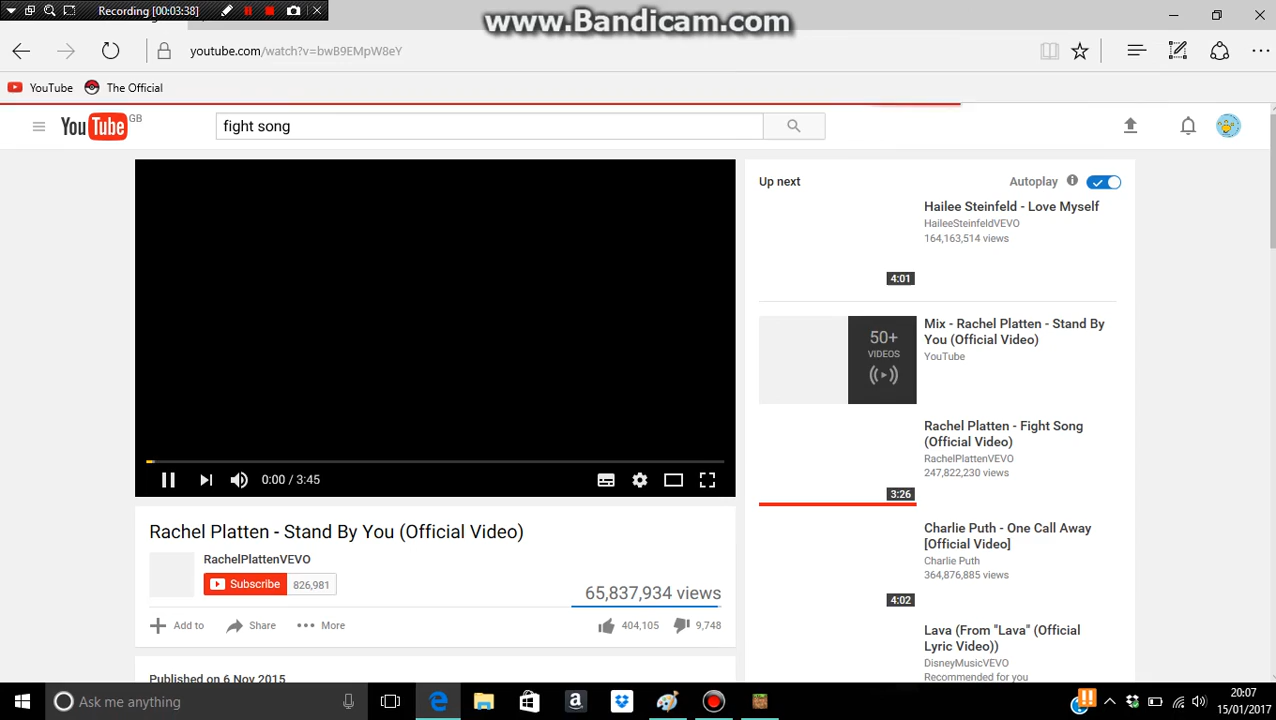 Recording [00:03:38]
www.Bandicam.com
youtube.com/watch?v=bwB9EMpW8eY
YouTube
The Official
YouTube GB
fight song
Up next
Autoplay
Hailee Steinfeld - Love Myself
HaileeSteinfeldVEVO
164,163,514 views
4:01
50+
VIDEOS
Mix - Rachel Platten - Stand By
You (Official Video)
YouTube
Rachel Platten - Fight Song
(Official Video)
RachelPlattenVEVO
247,822,230 views
3:26
0:00 / 3:45
Rachel Platten - Stand By You (Official Video)
RachelPlattenVEVO
Subscribe
826,981
65,837,934 views
Add to
Share
More
404,105
9,748
Charlie Puth - One Call Away
[Official Video]
Charlie Puth
364,876,885 views
4:02
Lava (From "Lava" (Official
Lyric Video))
DisneyMusicVEVO
Recommended for you
Published on 6 Nov 2015
Ask me anything
20:07
15/01/2017